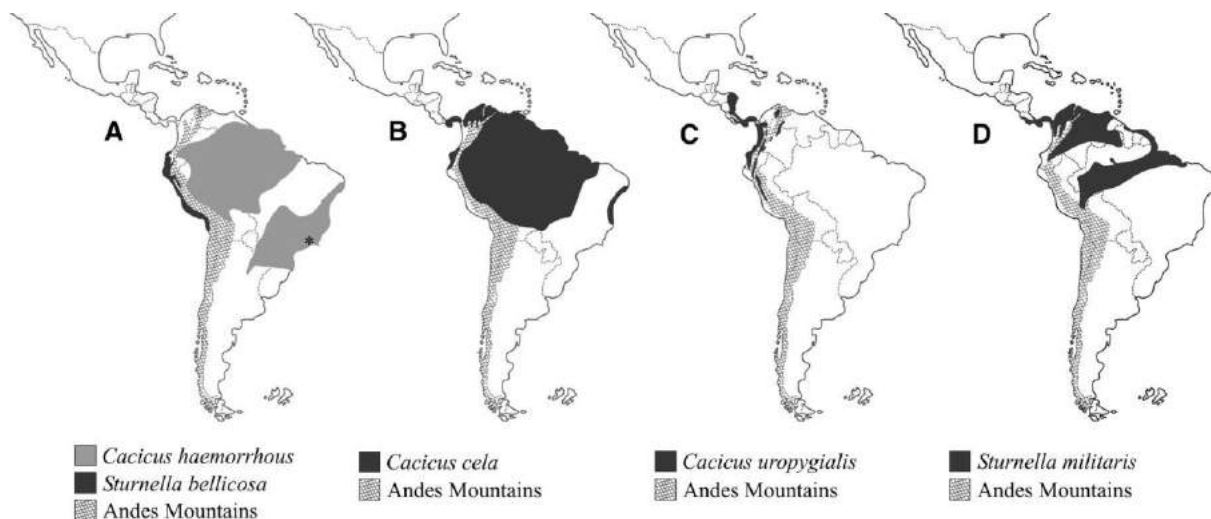 A
B
C
D
*
Cacicus haemorrhous
Sturnella bellicosa
Andes Mountains
Cacicus cela
Andes Mountains
Cacicus uropygialis
Andes Mountains
Sturnella militaris
Andes Mountains